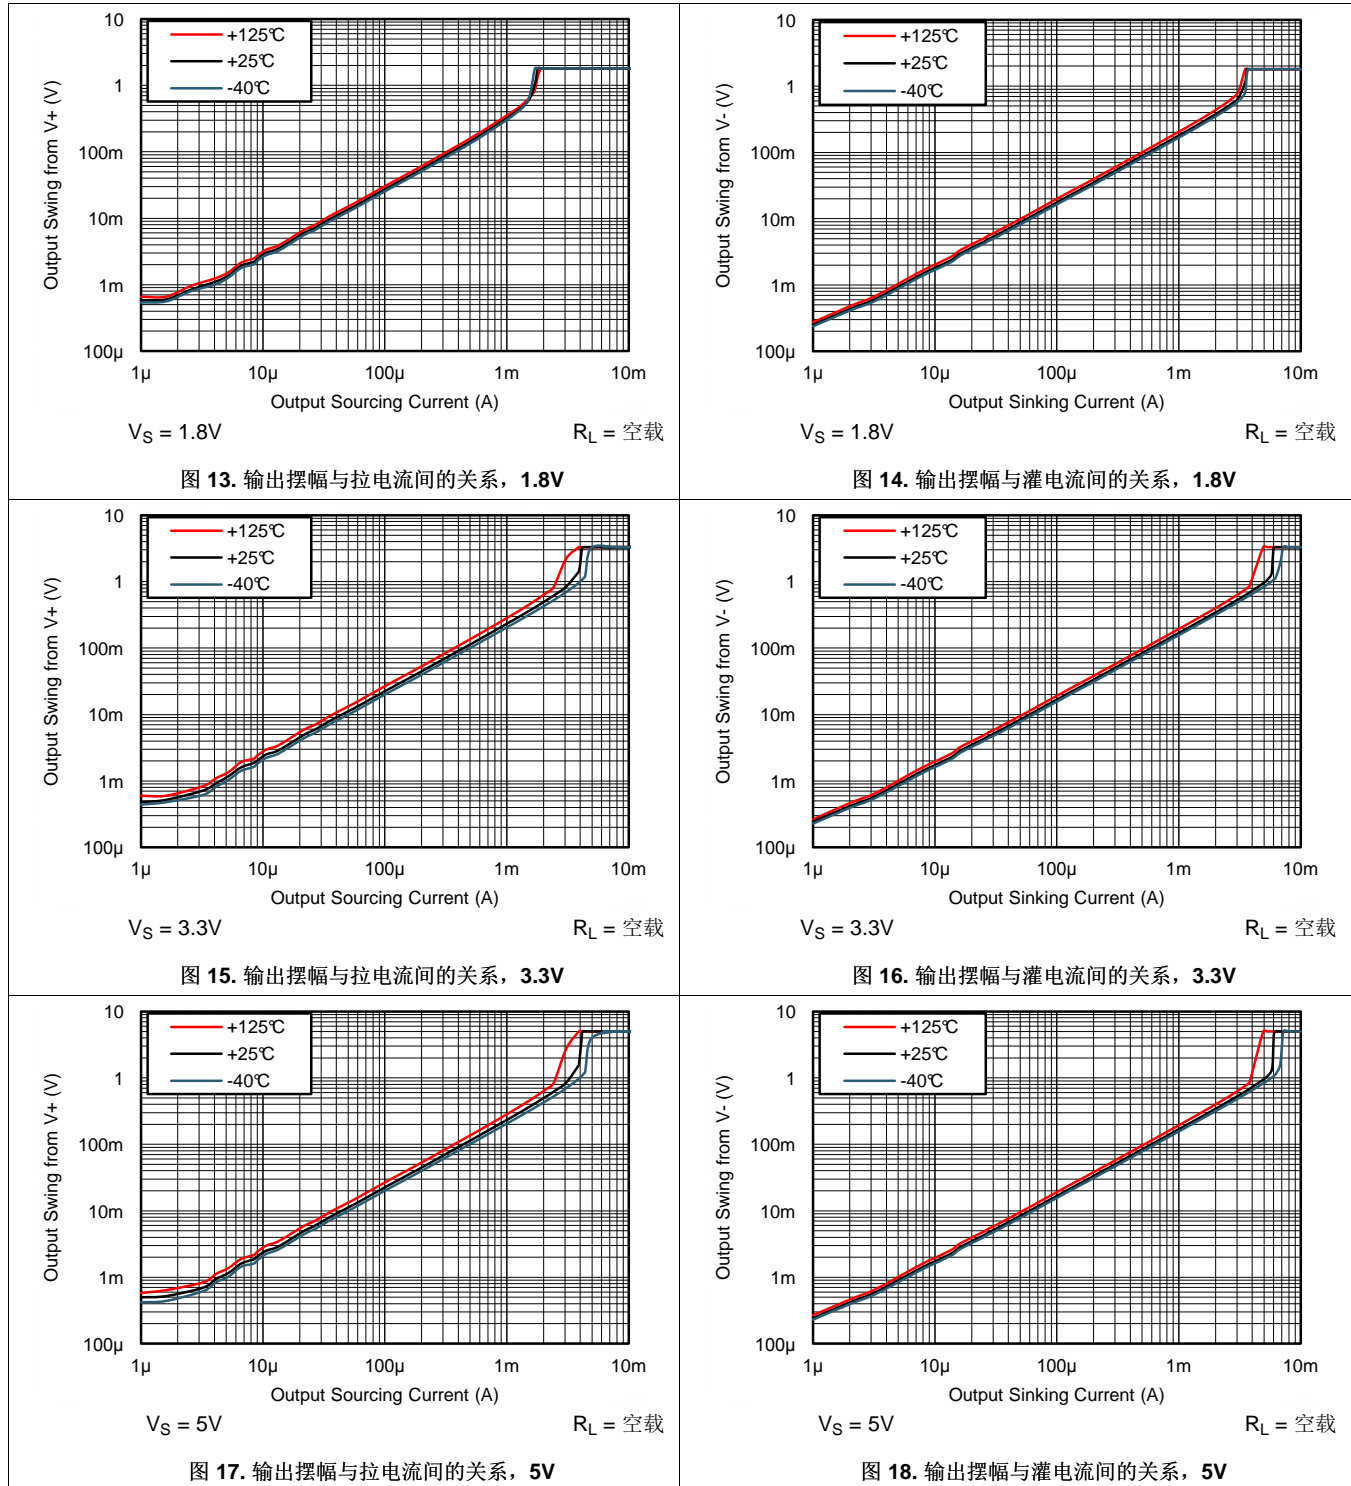 10
1
100m
10m
1m
100µ
Output Swing from V+ (V)
+125℃
+25℃
-40℃
1µ 10µ 100µ 1m 10m
Output Sourcing Current (A)
VS = 1.8V RL = 空载
图 13. 输出摆幅与拉电流间的关系，1.8V
10
1
100m
10m
1m
100µ
Output Swing from V- (V)
+125℃
+25℃
-40℃
1µ 10µ 100µ 1m 10m
Output Sinking Current (A)
VS = 1.8V RL = 空载
图 14. 输出摆幅与灌电流间的关系，1.8V
10
1
100m
10m
1m
100µ
Output Swing from V+ (V)
+125℃
+25℃
-40℃
1µ 10µ 100µ 1m 10m
Output Sourcing Current (A)
VS = 3.3V RL = 空载
图 15. 输出摆幅与拉电流间的关系，3.3V
10
1
100m
10m
1m
100µ
Output Swing from V- (V)
+125℃
+25℃
-40℃
1µ 10µ 100µ 1m 10m
Output Sinking Current (A)
VS = 3.3V RL = 空载
图 16. 输出摆幅与灌电流间的关系，3.3V
10
1
100m
10m
1m
100µ
Output Swing from V+ (V)
+125℃
+25℃
-40℃
1µ 10µ 100µ 1m 10m
Output Sourcing Current (A)
VS = 5V RL = 空载
图 17. 输出摆幅与拉电流间的关系，5V
10
1
100m
10m
1m
100µ
Output Swing from V- (V)
+125℃
+25℃
-40℃
1µ 10µ 100µ 1m 10m
Output Sinking Current (A)
VS = 5V RL = 空载
图 18. 输出摆幅与灌电流间的关系，5V